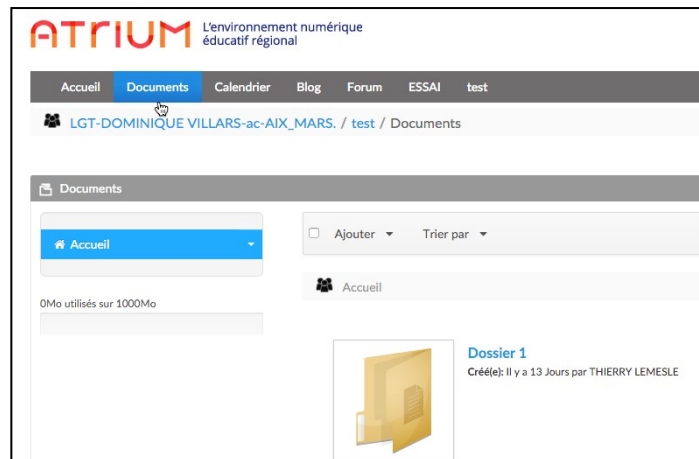 ATRIUM L'environnement numérique
éducatif régional
Accueil Documents Calendrier Blog Forum ESSAI test
LGT-DOMINIQUE VILLARS-ac-AIX_MARS. / test / Documents
Documents
Accueil
Ajouter Trier par
Accueil
0Mo utilisés sur 1000Mo
Dossier 1
Créé(e): Il y a 13 Jours par THIERRY LEMESLE